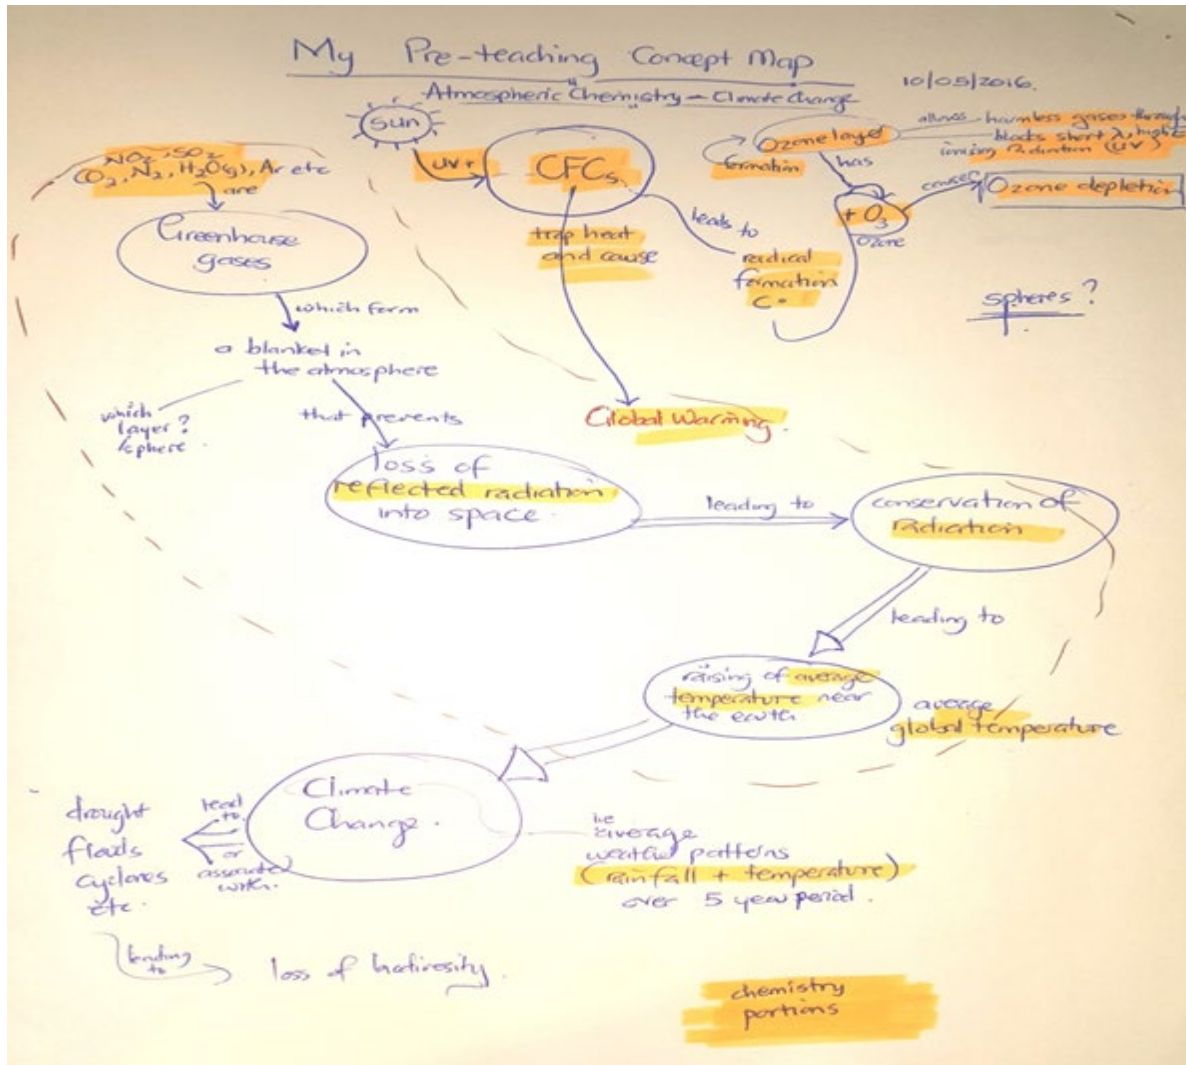 My Pre-teaching Concept Map
Atmospheric Chemistry - Climate Change
10/05/2016.
Sun
UV +
CFCs
trap heat
and cause
Global Warming.
leads to
radical
formation
C•
Ozone layer
formation
has
+ O3
Ozone
causes
Ozone depletion
allows - harmless gases through
blocks short λ, high E
ionising radiation (UV)
spheres?
NO2, SO2
CO2, N2, H2O(g), Ar etc
are
Greenhouse
gases
which form
a blanked in
the atmosphere
which
layer?
/sphere.
that prevents
loss of
reflected radiation
into space.
leading to
conservation of
radiation
leading to
raising of average
temperature near
the earth
average
global temperature
Climate
Change.
ie
average
weather patterns
(rainfall + temperature)
over 5 year period.
lead
to
or
associated
with.
drought
floods
cyclones
etc.
leading
to
loss of
chemistry
portions